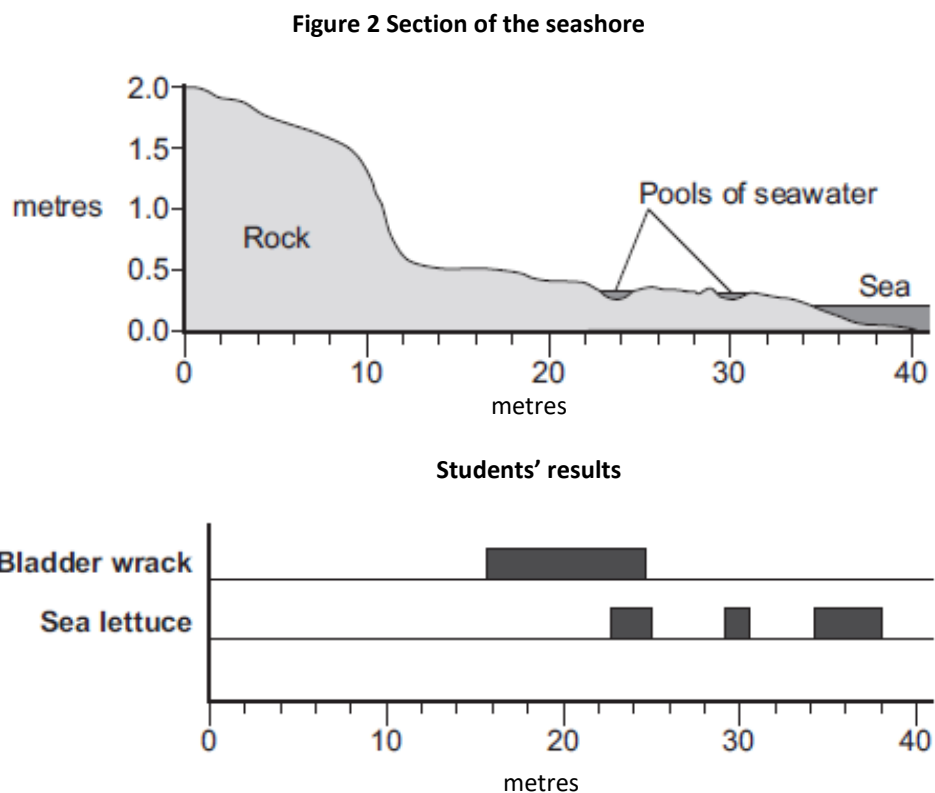 Figure 2 Section of the seashore
2.0
1.5
metres
1.0
Pools of seawater
Rock
0.5
Sea
0.0
0 10 20 30 40
metres
Students’ results
Bladder wrack
Sea lettuce
0 10 20 30 40
metres